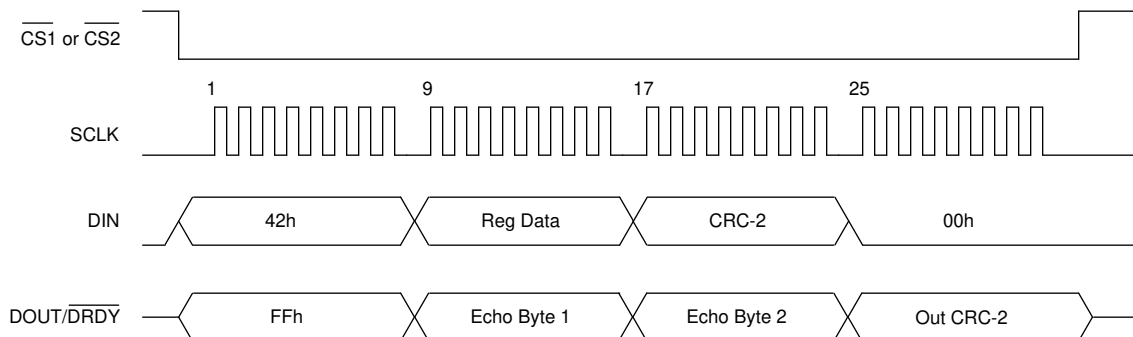 CS1 or CS2
1 9 17 25
SCLK
DIN 42h Reg Data CRC-2 00h
DOUT/DRDY FFh Echo Byte 1 Echo Byte 2 Out CRC-2